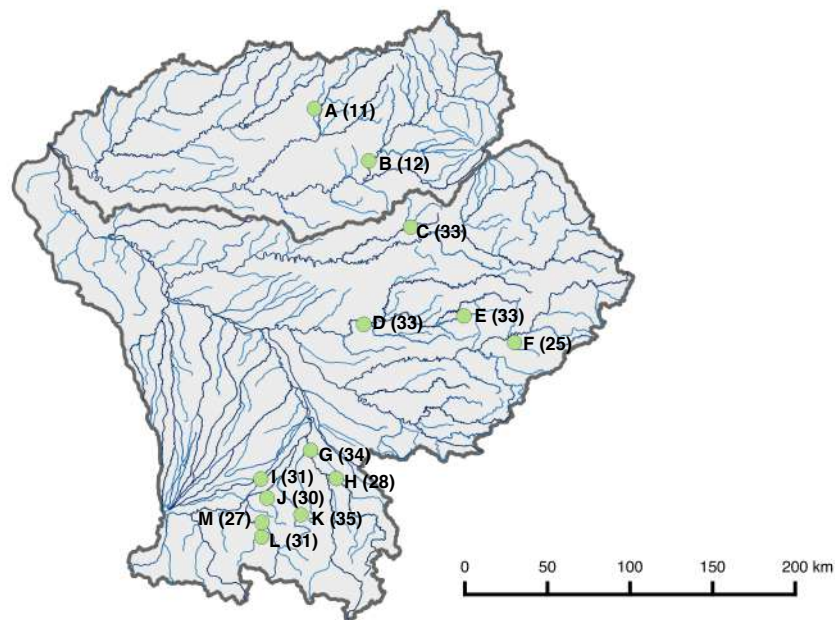 A (11)
B (12)
C (33)
D (33)
E (33)
F (25)
G (34)
I (31)
H (28)
J (30)
M (27)
K (35)
L (31)
0 50 100 150 200 km